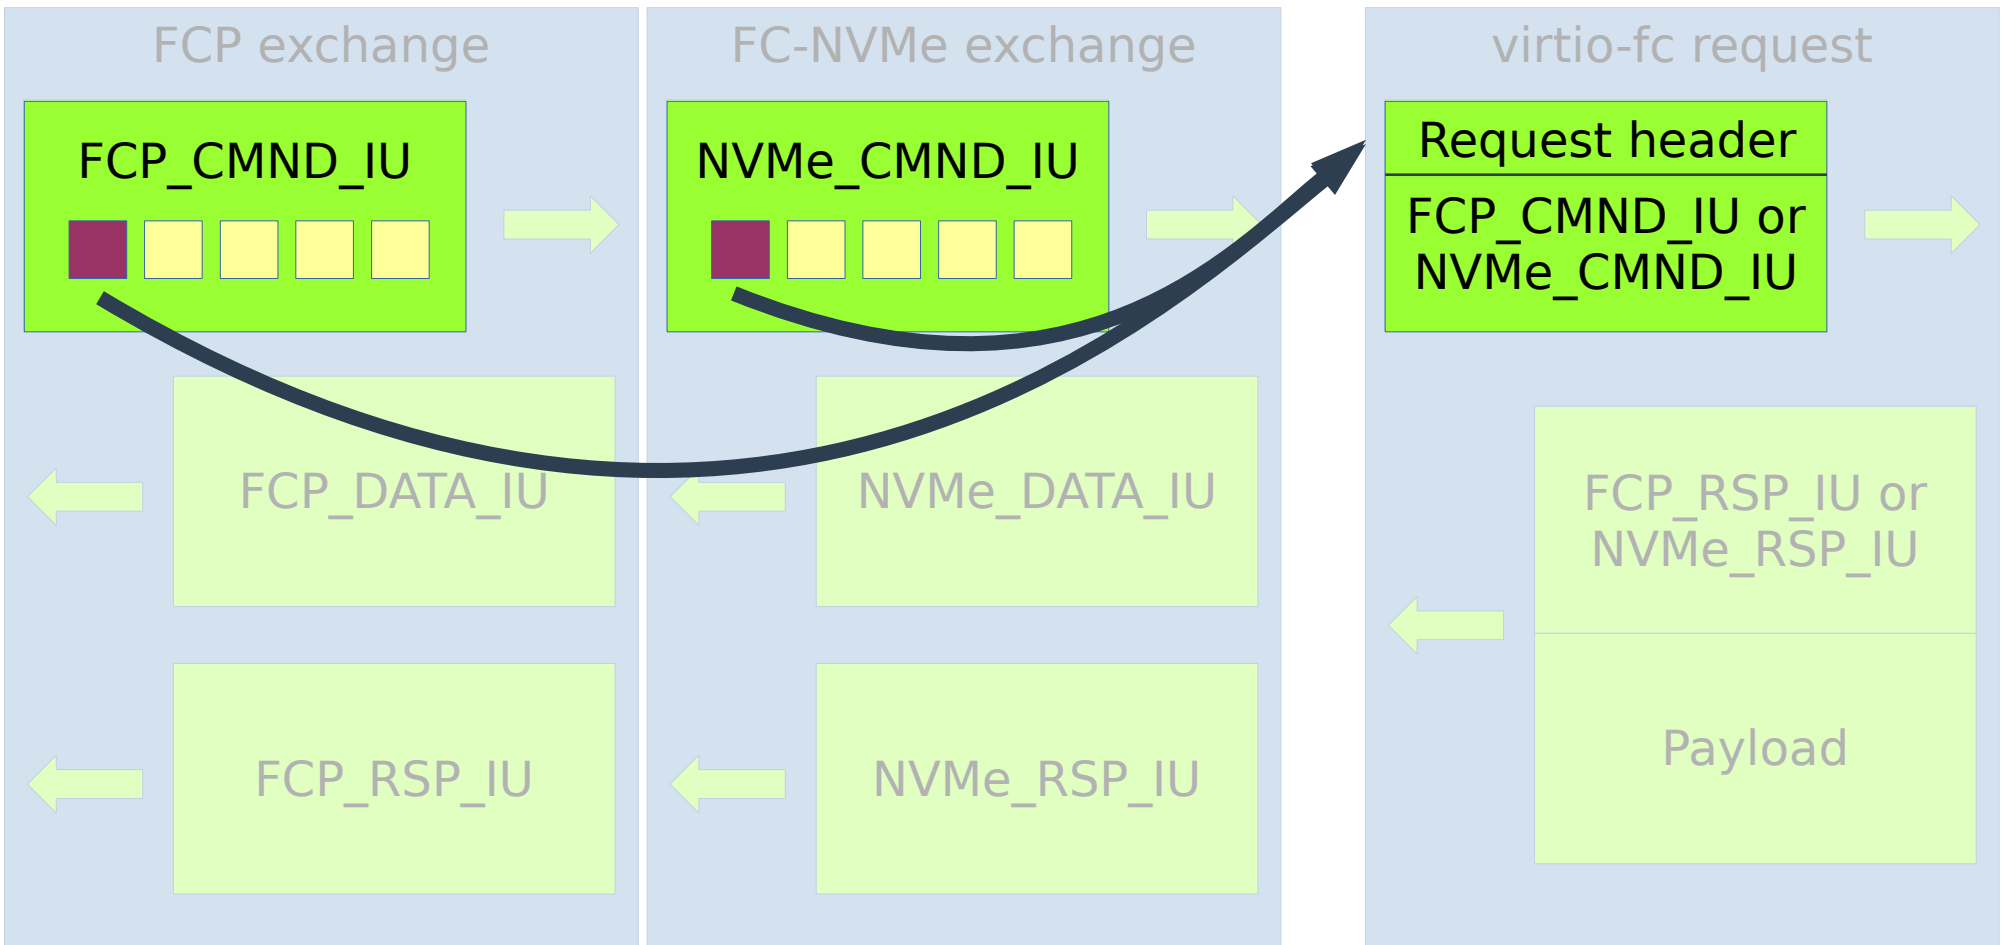 FCP exchange
FCP_CMND_IU
FCP_DATA_IU
FCP_RSP_IU
FC-NVMe exchange
NVMe_CMND_IU
NVMe_DATA_IU
NVMe_RSP_IU
virtio-fc request
Request header
FCP_CMND_IU or
NVMe_CMND_IU
FCP_RSP_IU or
NVMe_RSP_IU
Payload